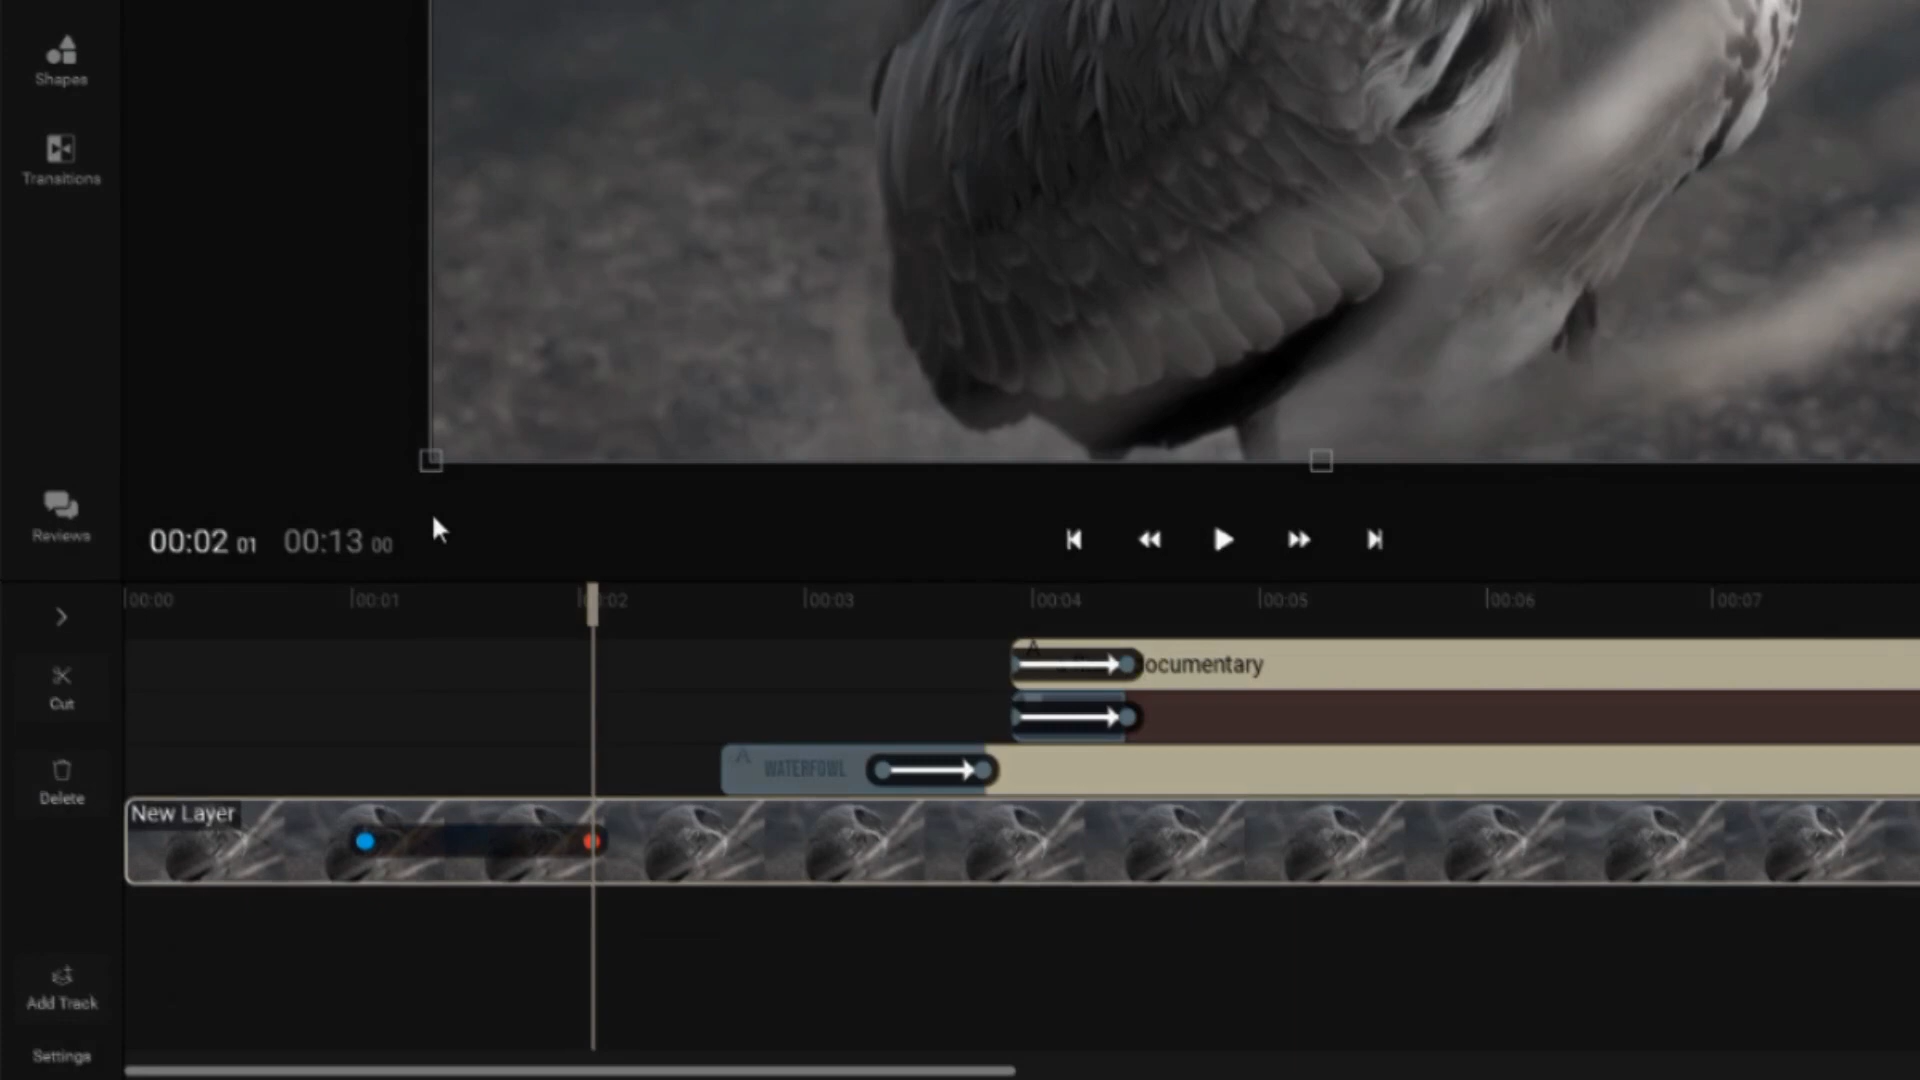 Shapes
Transitions
Reviews
00:02 01 00:13 00
00:00 00:01 :02 00:03 00:04 00:05 00:06 00:07
Cut
Delete
Add Track
Settings
A
ocumentary
A WATERFOWL
New Layer